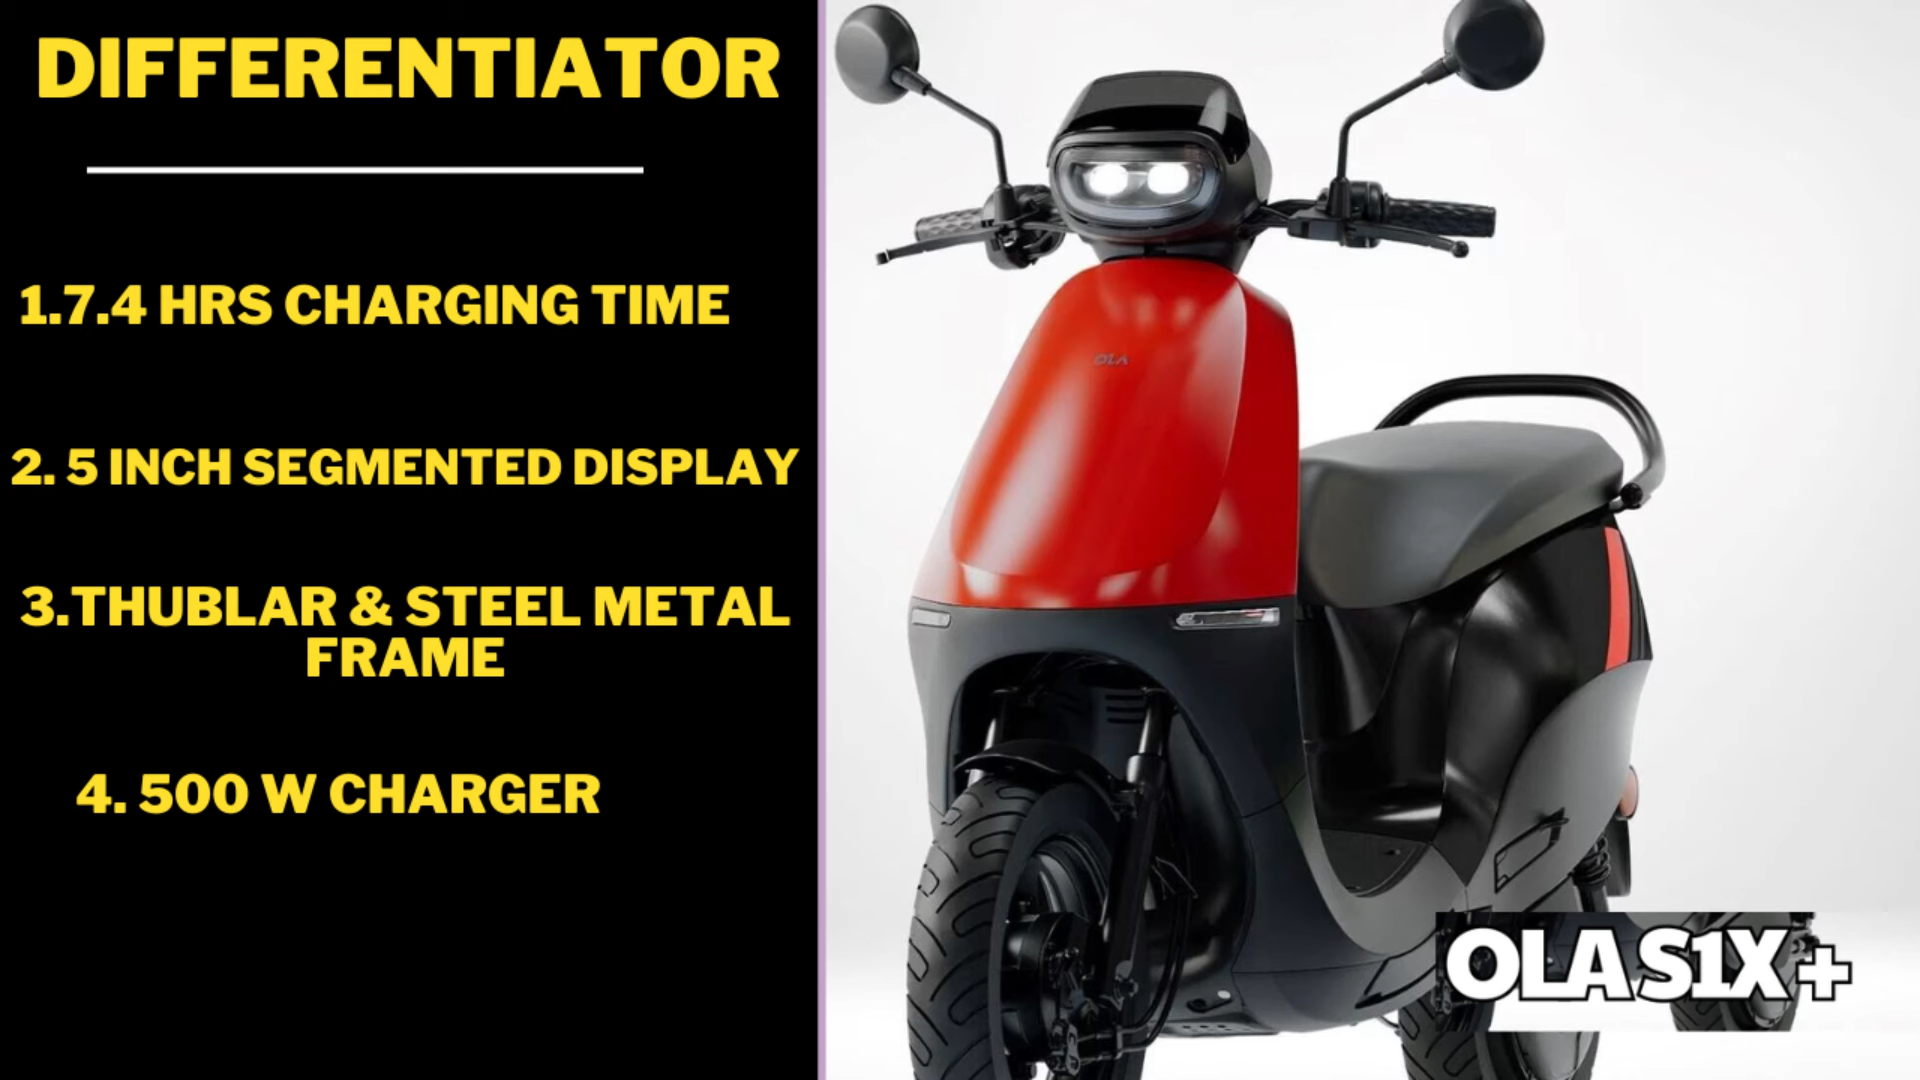 DIFFERENTIATOR
1.7.4 HRS CHARGING TIME
2. 5 INCH SEGMENTED DISPLAY
3.THUBLAR & STEEL METAL
FRAME
4. 500 W CHARGER
OLA
OLA S1X+